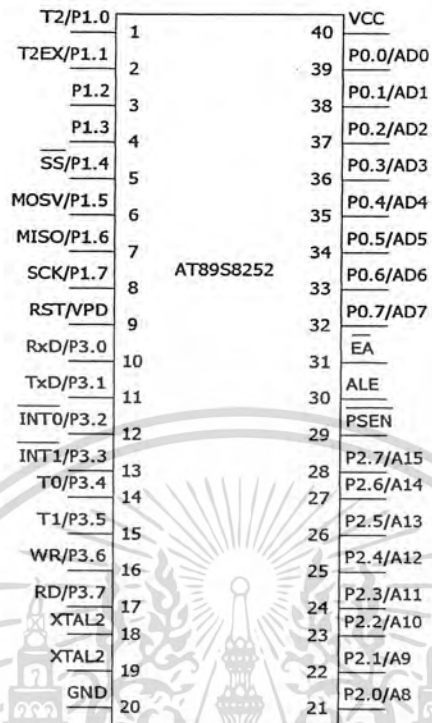 T2/P1.0 1
T2EX/P1.1 2
P1.2 3
P1.3 4
SS/P1.4 5
MOSV/P1.5 6
MISO/P1.6 7
SCK/P1.7 8
RST/VPD 9
RxD/P3.0 10
TxD/P3.1 11
INT0/P3.2 12
INT1/P3.3 13
T0/P3.4 14
T1/P3.5 15
WR/P3.6 16
RD/P3.7 17
XTAL2 18
XTAL2 19
GND 20
AT89S8252
40 VCC
39 P0.0/AD0
38 P0.1/AD1
37 P0.2/AD2
36 P0.3/AD3
35 P0.4/AD4
34 P0.5/AD5
33 P0.6/AD6
32 P0.7/AD7
31 EA
30 ALE
29 PSEN
28 P2.7/A15
27 P2.6/A14
26 P2.5/A13
25 P2.4/A12
24 P2.3/A11
23 P2.2/A10
22 P2.1/A9
21 P2.0/A8